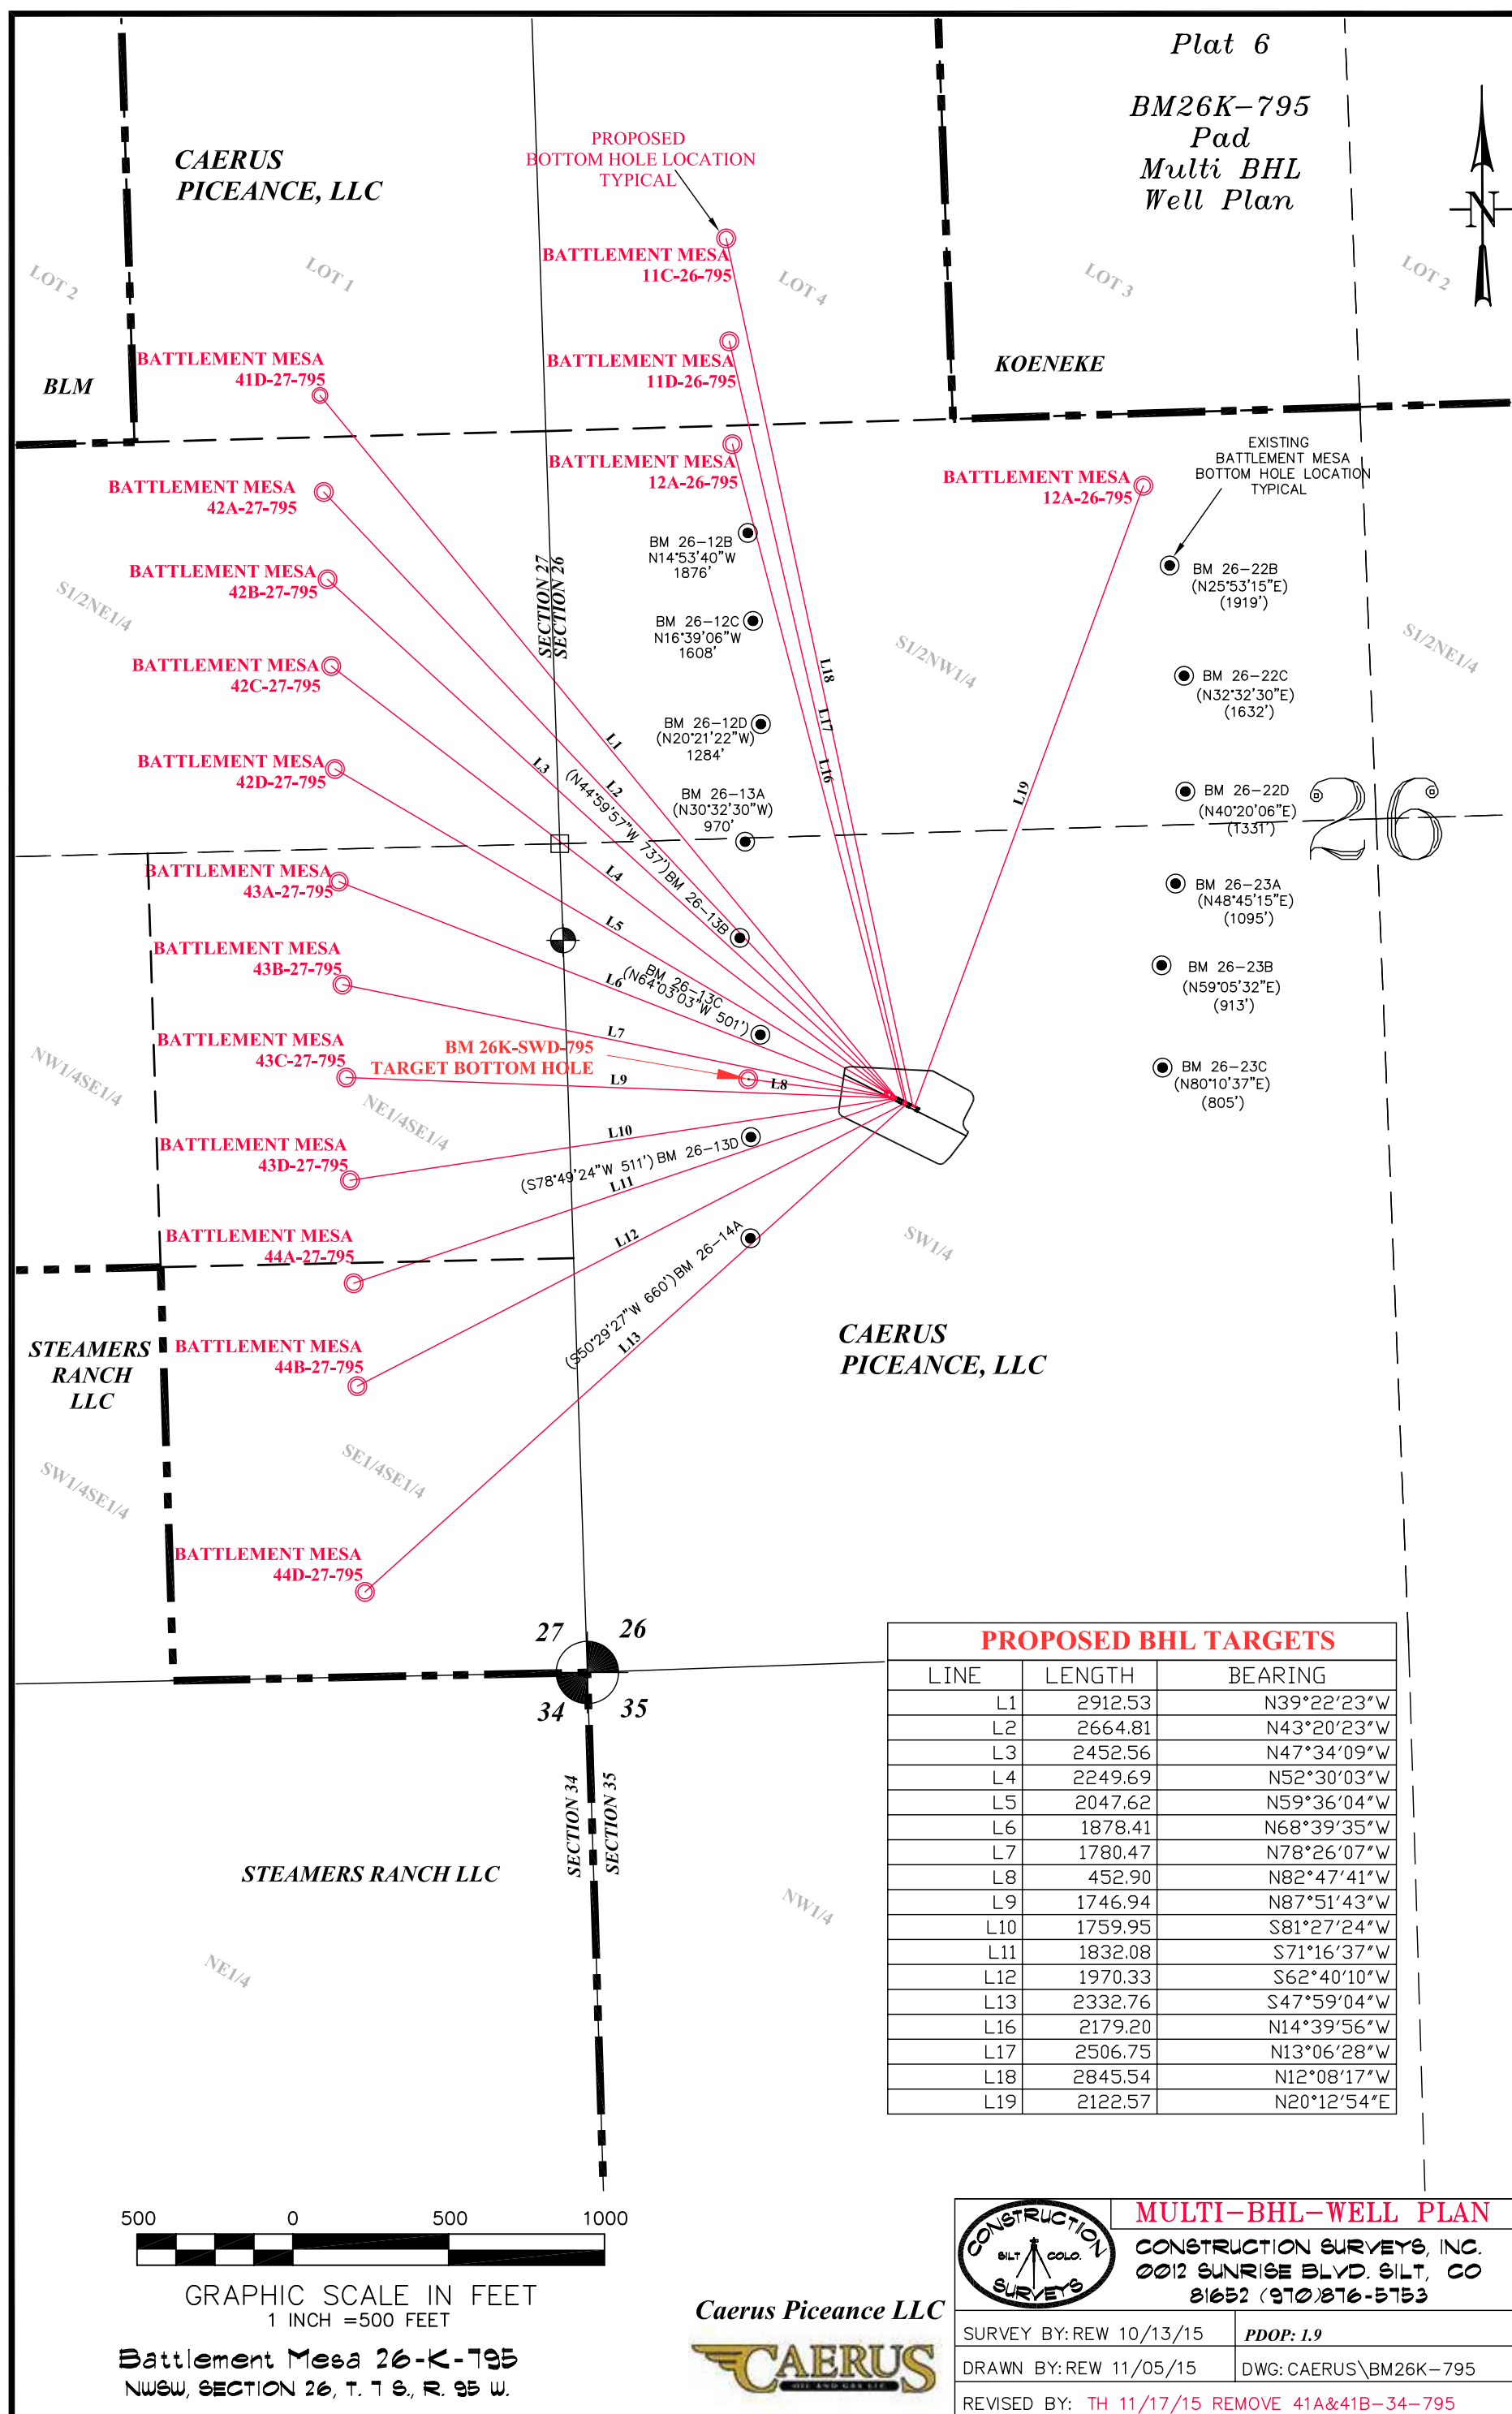 Plat 6
BM26K-795
Pad
Multi BHL
Well Plan
N
CAERUS
PICEANCE, LLC
PROPOSED
BOTTOM HOLE LOCATION
TYPICAL
BATTLEMENT MESA
11C-26-795
LOT 2
LOT 1
LOT 4
LOT 3
LOT 2
BATTLEMENT MESA
41D-27-795
BATTLEMENT MESA
11D-26-795
BLM
KOENEKE
BATTLEMENT MESA
12A-26-795
EXISTING
BATTLEMENT MESA
BOTTOM HOLE LOCATION
TYPICAL
BATTLEMENT MESA
12A-26-795
BATTLEMENT MESA
42A-27-795
BM 26-12B
N14°53'40"W
1876'
SECTION 27
SECTION 26
BATTLEMENT MESA
42B-27-795
BM 26-22B
(N25°53'15"E)
(1919')
S1/2NE1/4
BM 26-12C
N16°39'06"W
1608'
S1/2NW1/4
S1/2NE1/4
BATTLEMENT MESA
42C-27-795
L18
BM 26-22C
(N32°32'30"E)
(1632')
BM 26-12D
(N20°21'22"W)
1284'
L17
L1
BATTLEMENT MESA
42D-27-795
L3
L2
L16
L19
BM 26-13A
(N30°32'30"W)
970'
BM 26-22D
(N40°20'06"E)
(1331')
26
(N44°59'57"W 737') BM 26-13B
BATTLEMENT MESA
43A-27-795
L4
BM 26-23A
(N48°45'15"E)
(1095')
L5
BATTLEMENT MESA
43B-27-795
L6
BM 26-13C
(N64°03'03"W 501')
BM 26-23B
(N59°05'32"E)
(913')
L7
BATTLEMENT MESA
43C-27-795
BM 26K-SWD-795
TARGET BOTTOM HOLE
L9
L8
BM 26-23C
(N80°10'37"E)
(805')
NW1/4SE1/4
NE1/4SE1/4
L10
BATTLEMENT MESA
43D-27-795
(S78°49'24"W 511') BM 26-13D
L11
BATTLEMENT MESA
44A-27-795
L12
SW1/4
(S50°29'27"W 660') BM 26-14A
L13
STEAMERS
RANCH
LLC
BATTLEMENT MESA
44B-27-795
CAERUS
PICEANCE, LLC
SW1/4SE1/4
SE1/4SE1/4
BATTLEMENT MESA
44D-27-795
27
26
34
35
SECTION 34
SECTION 35
STEAMERS RANCH LLC
NE1/4
NW1/4
PROPOSED BHL TARGETS
LINE LENGTH BEARING
L1 2912.53 N39°22'23"W
L2 2664.81 N43°20'23"W
L3 2452.56 N47°34'09"W
L4 2249.69 N52°30'03"W
L5 2047.62 N59°36'04"W
L6 1878.41 N68°39'35"W
L7 1780.47 N78°26'07"W
L8 452.90 N82°47'41"W
L9 1746.94 N87°51'43"W
L10 1759.95 S81°27'24"W
L11 1832.08 S71°16'37"W
L12 1970.33 S62°40'10"W
L13 2332.76 S47°59'04"W
L16 2179.20 N14°39'56"W
L17 2506.75 N13°06'28"W
L18 2845.54 N12°08'17"W
L19 2122.57 N20°12'54"E
500 0 500 1000
GRAPHIC SCALE IN FEET
1 INCH =500 FEET
Battlement Mesa 26-K-795
NWSW, SECTION 26, T. 7 S., R. 95 W.
Caerus Piceance LLC
CAERUS
OIL AND GAS LLC
CONSTRUCTION
SILT COLO.
SURVEYS
MULTI-BHL-WELL PLAN
CONSTRUCTION SURVEYS, INC.
0012 SUNRISE BLVD. SILT, CO
81652 (970)876-5753
SURVEY BY: REW 10/13/15
PDOP: 1.9
DRAWN BY: REW 11/05/15
DWG: CAERUS\BM26K-795
REVISED BY: TH 11/17/15 REMOVE 41A&41B-34-795